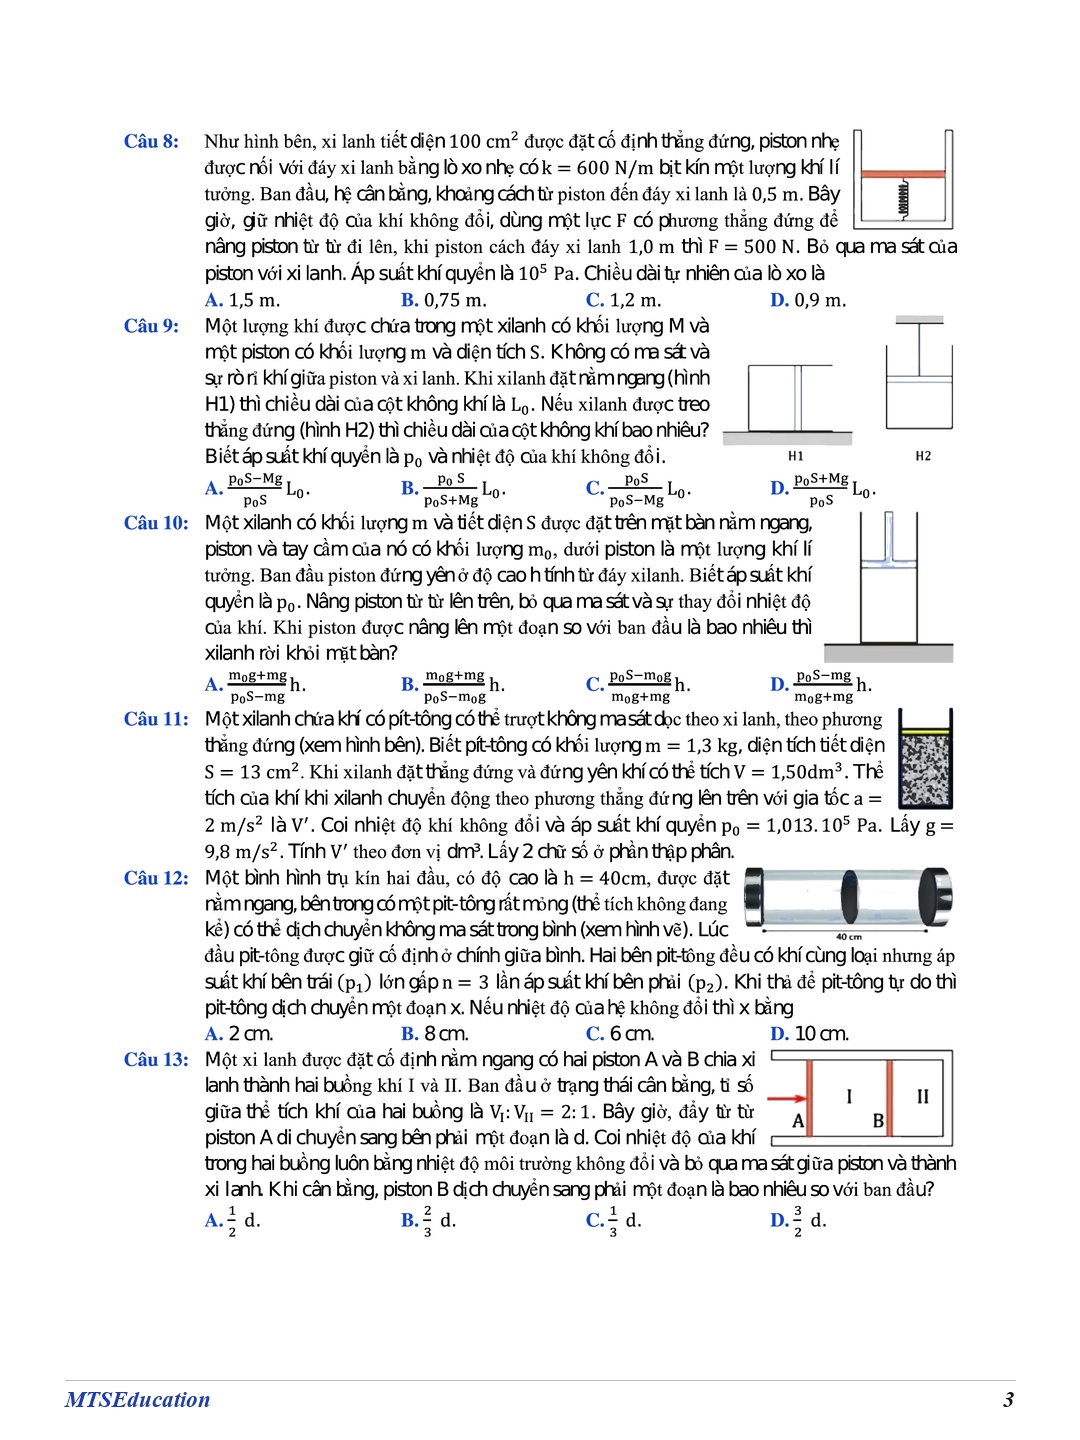 Câu 8: Như hình bên, xi lanh tiết diện 100 cm² được đặt cố định thẳng đứng, piston nhẹ
được nối với đáy xi lanh bằng lò xo nhẹ có k = 600 N/m bịt kín một lượng khí lí
tưởng. Ban đầu, hệ cân bằng, khoảng cách từ piston đến đáy xi lanh là 0,5 m. Bây
giờ, giữ nhiệt độ của khí không đổi, dùng một lực F có phương thẳng đứng để
nâng piston từ từ đi lên, khi piston cách đáy xi lanh 1,0 m thì F = 500 N. Bỏ qua ma sát của
piston với xi lanh. Áp suất khí quyển là 10⁵ Pa. Chiều dài tự nhiên của lò xo là
A. 1,5 m. B. 0,75 m. C. 1,2 m. D. 0,9 m.
Câu 9: Một lượng khí được chứa trong một xilanh có khối lượng M và
một piston có khối lượng m và diện tích S. Không có ma sát và
sự rò rỉ khí giữa piston và xi lanh. Khi xilanh đặt nằm ngang (hình
H1) thì chiều dài của cột không khí là L₀. Nếu xilanh được treo
thẳng đứng (hình H2) thì chiều dài của cột không khí bao nhiêu?
Biết áp suất khí quyển là p₀ và nhiệt độ của khí không đổi.
H1 H2
A. (p₀S−Mg)/(p₀S) L₀. B. (p₀ S)/(p₀S+Mg) L₀. C. (p₀S)/(p₀S−Mg) L₀. D. (p₀S+Mg)/(p₀S) L₀.
Câu 10: Một xilanh có khối lượng m và tiết diện S được đặt trên mặt bàn nằm ngang,
piston và tay cầm của nó có khối lượng m₀, dưới piston là một lượng khí lí
tưởng. Ban đầu piston đứng yên ở độ cao h tính từ đáy xilanh. Biết áp suất khí
quyển là p₀. Nâng piston từ từ lên trên, bỏ qua ma sát và sự thay đổi nhiệt độ
của khí. Khi piston được nâng lên một đoạn so với ban đầu là bao nhiêu thì
xilanh rời khỏi mặt bàn?
A. (m₀g+mg)/(p₀S−mg) h. B. (m₀g+mg)/(p₀S−m₀g) h. C. (p₀S−m₀g)/(m₀g+mg) h. D. (p₀S−mg)/(m₀g+mg) h.
Câu 11: Một xilanh chứa khí có pít-tông có thể trượt không ma sát dọc theo xi lanh, theo phương
thẳng đứng (xem hình bên). Biết pít-tông có khối lượng m = 1,3 kg, diện tích tiết diện
S = 13 cm². Khi xilanh đặt thẳng đứng và đứng yên khí có thể tích V = 1,50dm³. Thể
tích của khí khi xilanh chuyển động theo phương thẳng đứng lên trên với gia tốc a =
2 m/s² là V′. Coi nhiệt độ khí không đổi và áp suất khí quyển p₀ = 1,013.10⁵ Pa. Lấy g =
9,8 m/s². Tính V′ theo đơn vị dm³. Lấy 2 chữ số ở phần thập phân.
Câu 12: Một bình hình trụ kín hai đầu, có độ cao là h = 40cm, được đặt
nằm ngang, bên trong có một pit-tông rất mỏng (thể tích không đang
kể) có thể dịch chuyển không ma sát trong bình (xem hình vẽ). Lúc
40 cm
đầu pit-tông được giữ cố định ở chính giữa bình. Hai bên pit-tông đều có khí cùng loại nhưng áp
suất khí bên trái (p₁) lớn gấp n = 3 lần áp suất khí bên phải (p₂). Khi thả để pit-tông tự do thì
pit-tông dịch chuyển một đoạn x. Nếu nhiệt độ của hệ không đổi thì x bằng
A. 2 cm. B. 8 cm. C. 6 cm. D. 10 cm.
Câu 13: Một xi lanh được đặt cố định nằm ngang có hai piston A và B chia xi
lanh thành hai buồng khí I và II. Ban đầu ở trạng thái cân bằng, tỉ số
giữa thể tích khí của hai buồng là V_I: V_II = 2: 1. Bây giờ, đẩy từ từ
piston A di chuyển sang bên phải một đoạn là d. Coi nhiệt độ của khí
I II
A B
trong hai buồng luôn bằng nhiệt độ môi trường không đổi và bỏ qua ma sát giữa piston và thành
xi lanh. Khi cân bằng, piston B dịch chuyển sang phải một đoạn là bao nhiêu so với ban đầu?
A. 1/2 d. B. 2/3 d. C. 1/3 d. D. 3/2 d.
MTSEducation 3